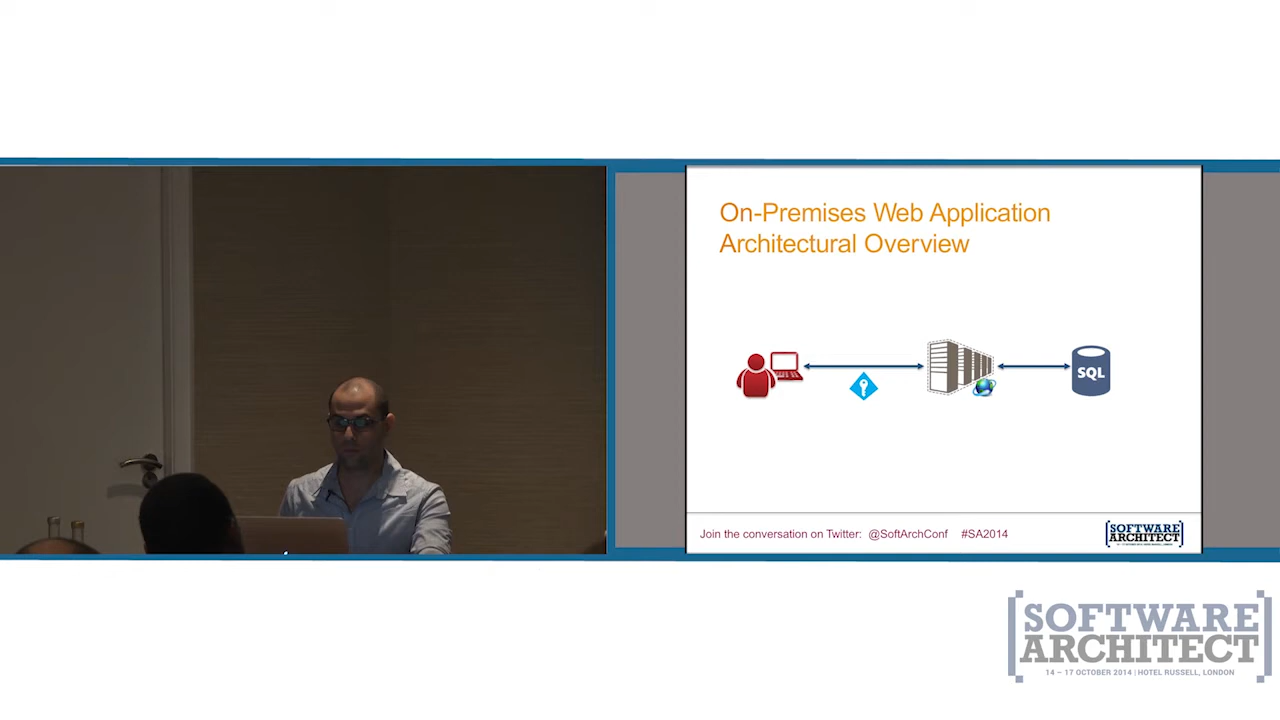 On-Premises Web Application
Architectural Overview
SQL
Join the conversation on Twitter: @SoftArchConf #SA2014
[SOFTWARE
ARCHITECT]
[SOFTWARE
ARCHITECT]
14 – 17 OCTOBER 2014 | HOTEL RUSSELL, LONDON